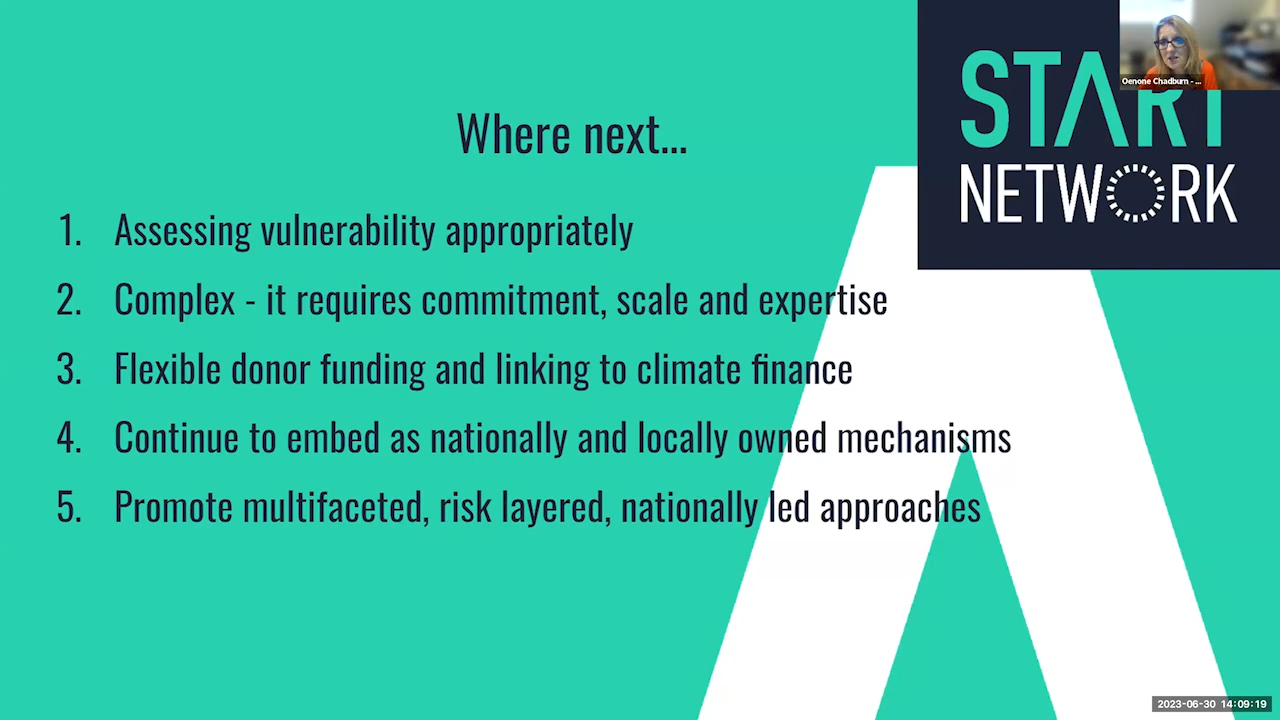 START
NETWORK
Oenone Chadburn - ...
Where next...
1. Assessing vulnerability appropriately
2. Complex - it requires commitment, scale and expertise
3. Flexible donor funding and linking to climate finance
4. Continue to embed as nationally and locally owned mechanisms
5. Promote multifaceted, risk layered, nationally led approaches
2023-06-30 14:09:19